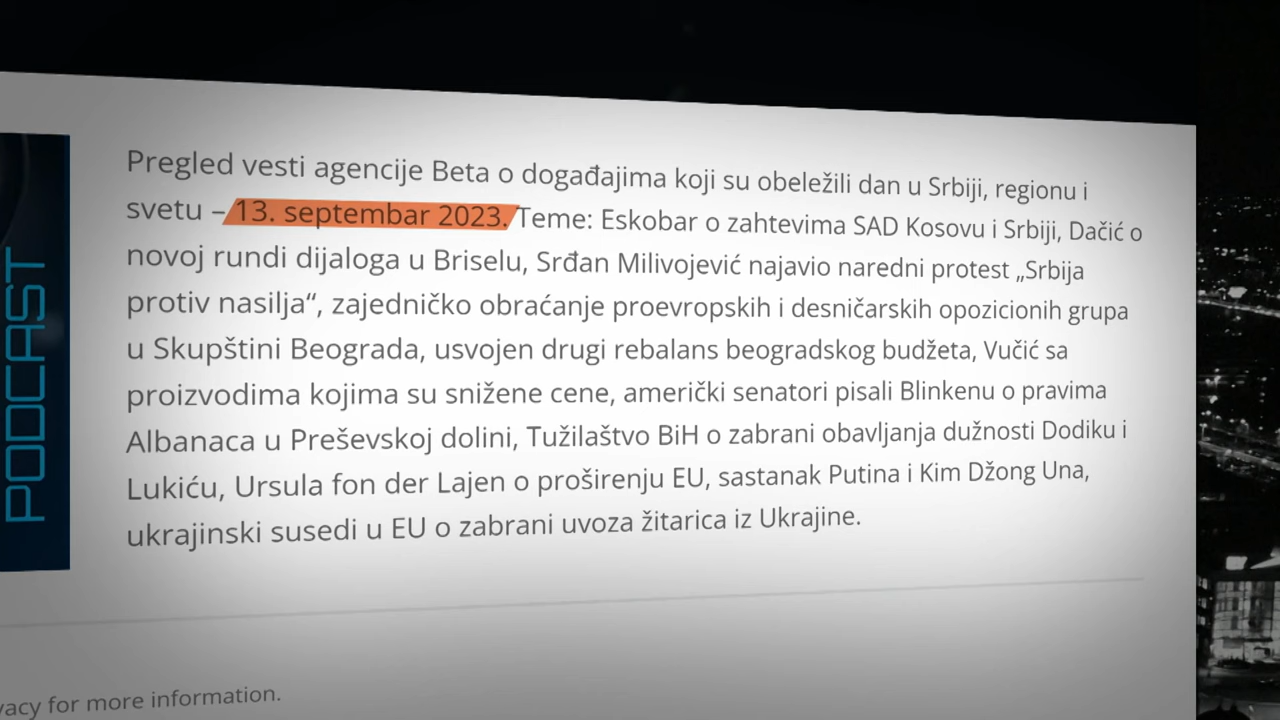 PODCAST
Pregled vesti agencije Beta o događajima koji su obeležili dan u Srbiji, regionu i
svetu – 13. septembar 2023. Teme: Eskobar o zahtevima SAD Kosovu i Srbiji, Dačić o
novoj rundi dijaloga u Briselu, Srđan Milivojević najavio naredni protest „Srbija
protiv nasilja“, zajedničko obraćanje proevropskih i desničarskih opozicionih grupa
u Skupštini Beograda, usvojen drugi rebalans beogradskog budžeta, Vučić sa
proizvodima kojima su snižene cene, američki senatori pisali Blinkenu o pravima
Albanaca u Preševskoj dolini, Tužilaštvo BiH o zabrani obavljanja dužnosti Dodiku i
Lukiću, Ursula fon der Lajen o proširenju EU, sastanak Putina i Kim Džong Una,
ukrajinski susedi u EU o zabrani uvoza žitarica iz Ukrajine.
for more information.